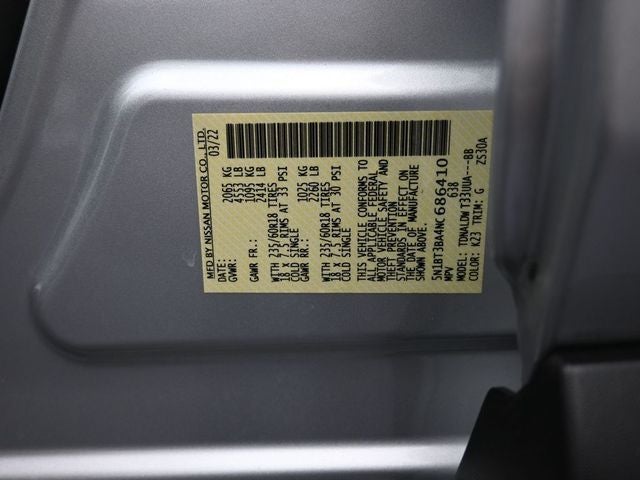 MFD BY NISSAN MOTOR CO., LTD.
DATE: 03/22
GVWR: 2065 KG
4553 LB
GAWR FR.: 1095 KG
2414 LB
WITH 235/60R18 TIRES
18 X 7.5 RIMS AT 33 PSI
COLD SINGLE
GAWR RR.: 1025 KG
2260 LB
WITH 235/60R18 TIRES
18 X 7.5 RIMS AT 30 PSI
COLD SINGLE
THIS VEHICLE CONFORMS TO
ALL APPLICABLE FEDERAL
MOTOR VEHICLE SAFETY AND
THEFT PREVENTION
STANDARDS IN EFFECT ON
THE DATE OF MANUFACTURE
SHOWN ABOVE.
5N1BT3BA4NC686410
MPV 638
MODEL: TDNALDW T33UUA---BB
COLOR: K23 TRIM: G ZS30A